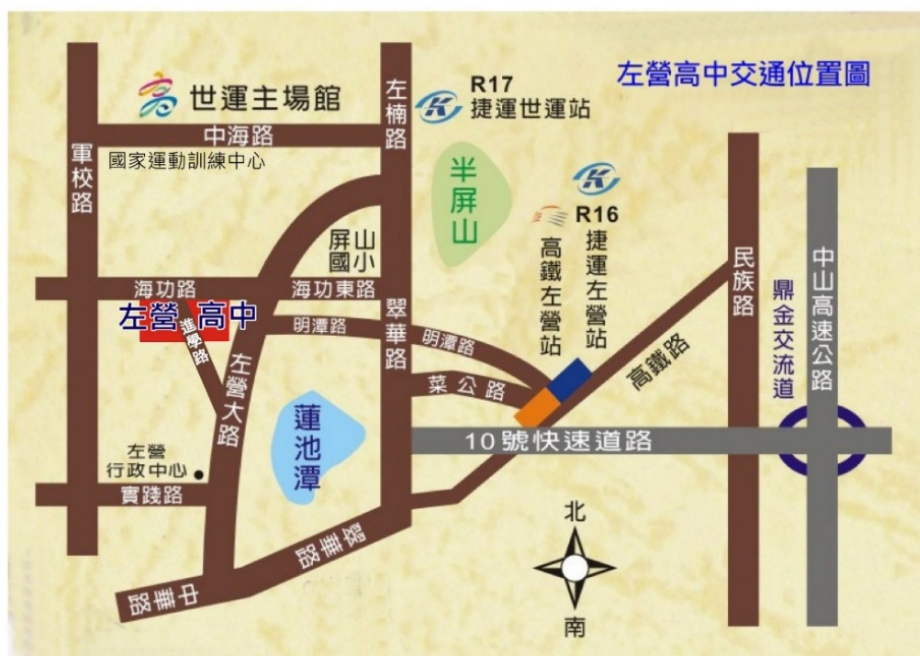 左營高中交通位置圖
R17
捷運世運站
世運主場館
左楠路
中海路
國家運動訓練中心
軍校路
半屏山
R16
捷運左營站
高鐵左營站
屏山
國小
民族路
中山高速公路
鼎金交流道
海功路
海功東路
左營 高中
進學路
明潭路
明潭路
翠華路
高鐵路
左營大路
菜公路
蓮池潭
10號快速道路
左營
行政中心
實踐路
翠華路
中華路
北
南